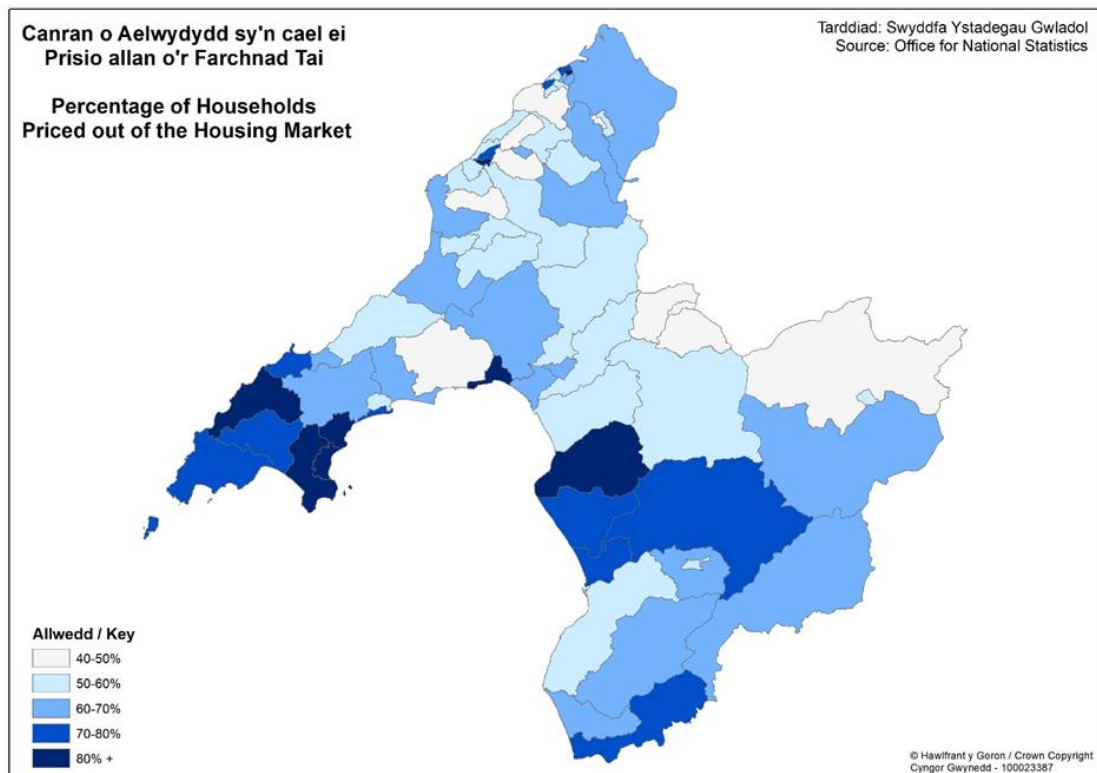 Canran o Aelwydydd sy'n cael ei
Prisio allan o'r Farchnad Tai
Percentage of Households
Priced out of the Housing Market
Tarddiad: Swyddfa Ystadegau Gwladol
Source: Office for National Statistics
Allwedd / Key
40-50%
50-60%
60-70%
70-80%
80% +
© Hawlfraint y Goron / Crown Copyright
Cyngor Gwynedd - 100023387